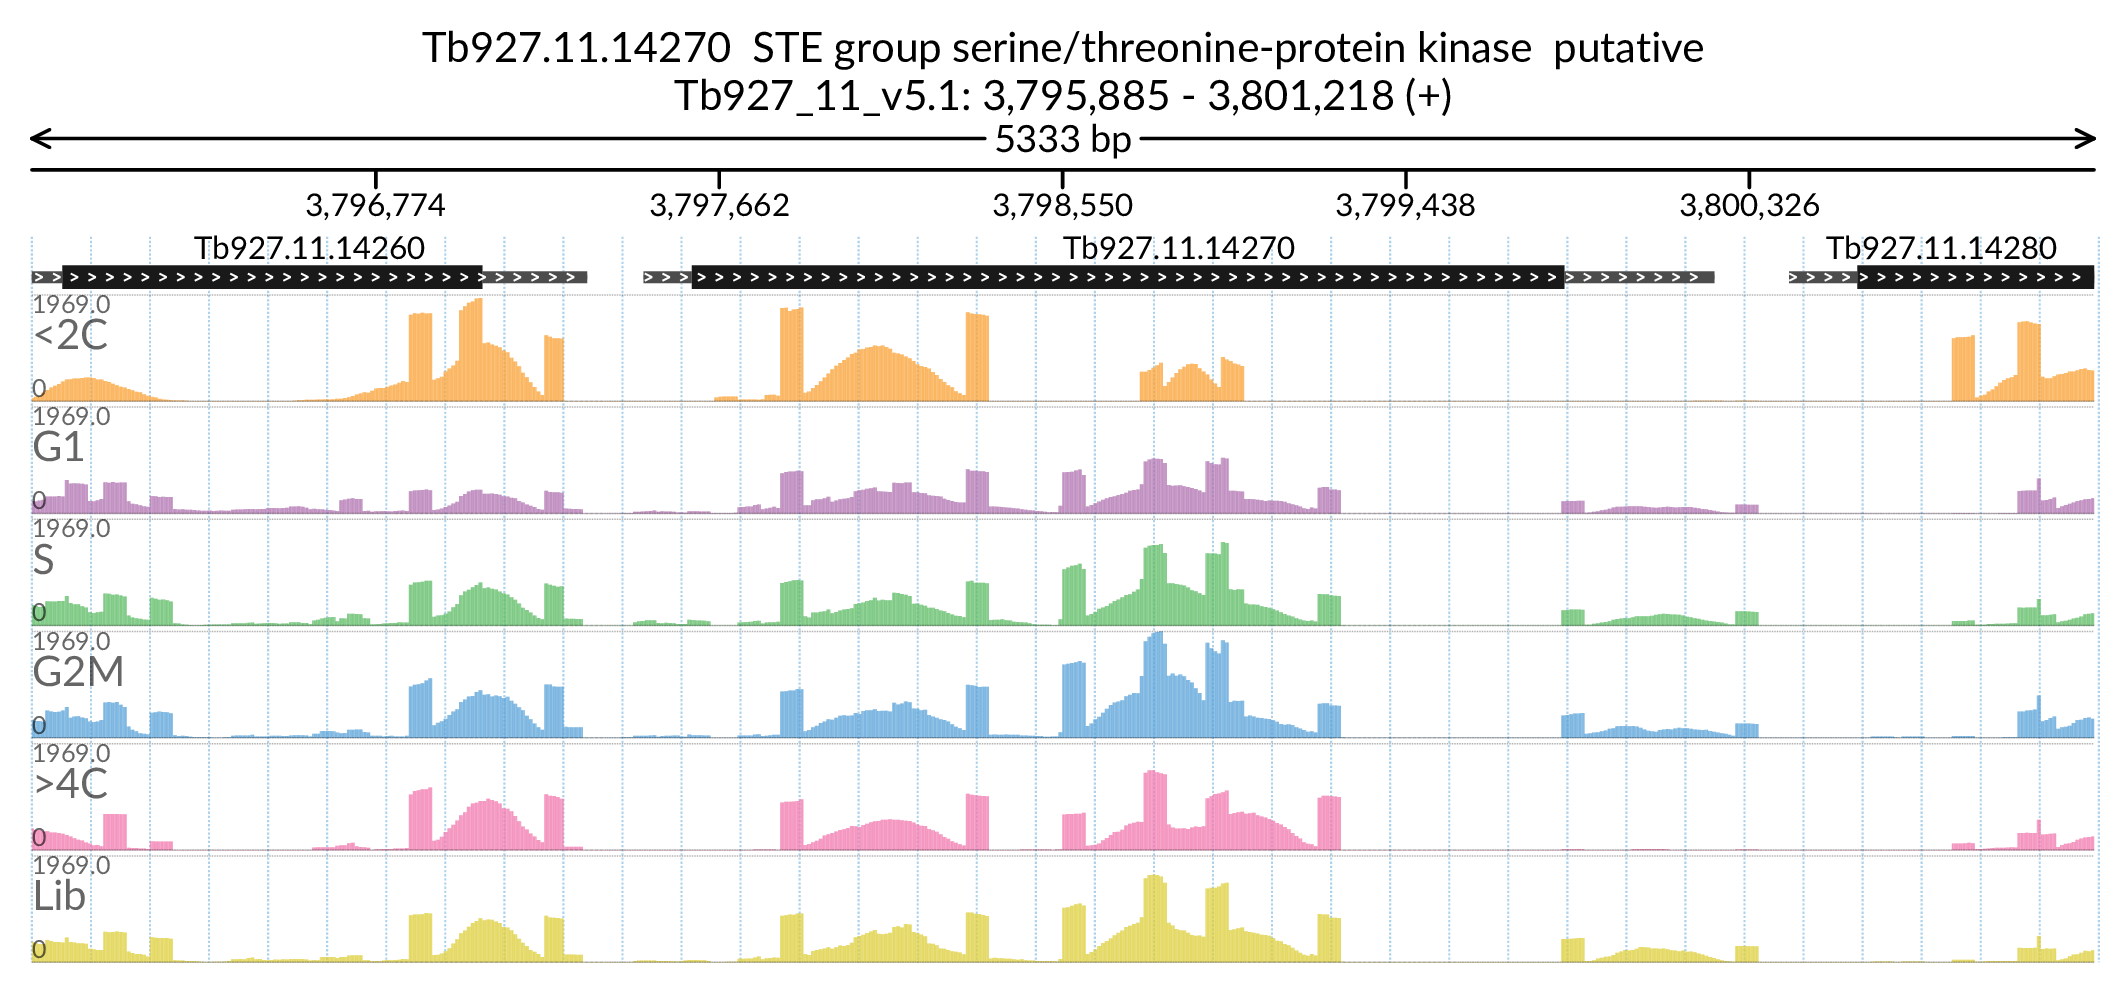 Tb927.11.14270  STE group serine/threonine-protein kinase  putative
Tb927_11_v5.1: 3,795,885 - 3,801,218 (+)
5333 bp
3,796,774 3,797,662 3,798,550 3,799,438 3,800,326
Tb927.11.14260 Tb927.11.14270 Tb927.11.14280
1969.0
<2C
0
1969.0
G1
0
1969.0
S
0
1969.0
G2M
0
1969.0
>4C
0
1969.0
Lib
0